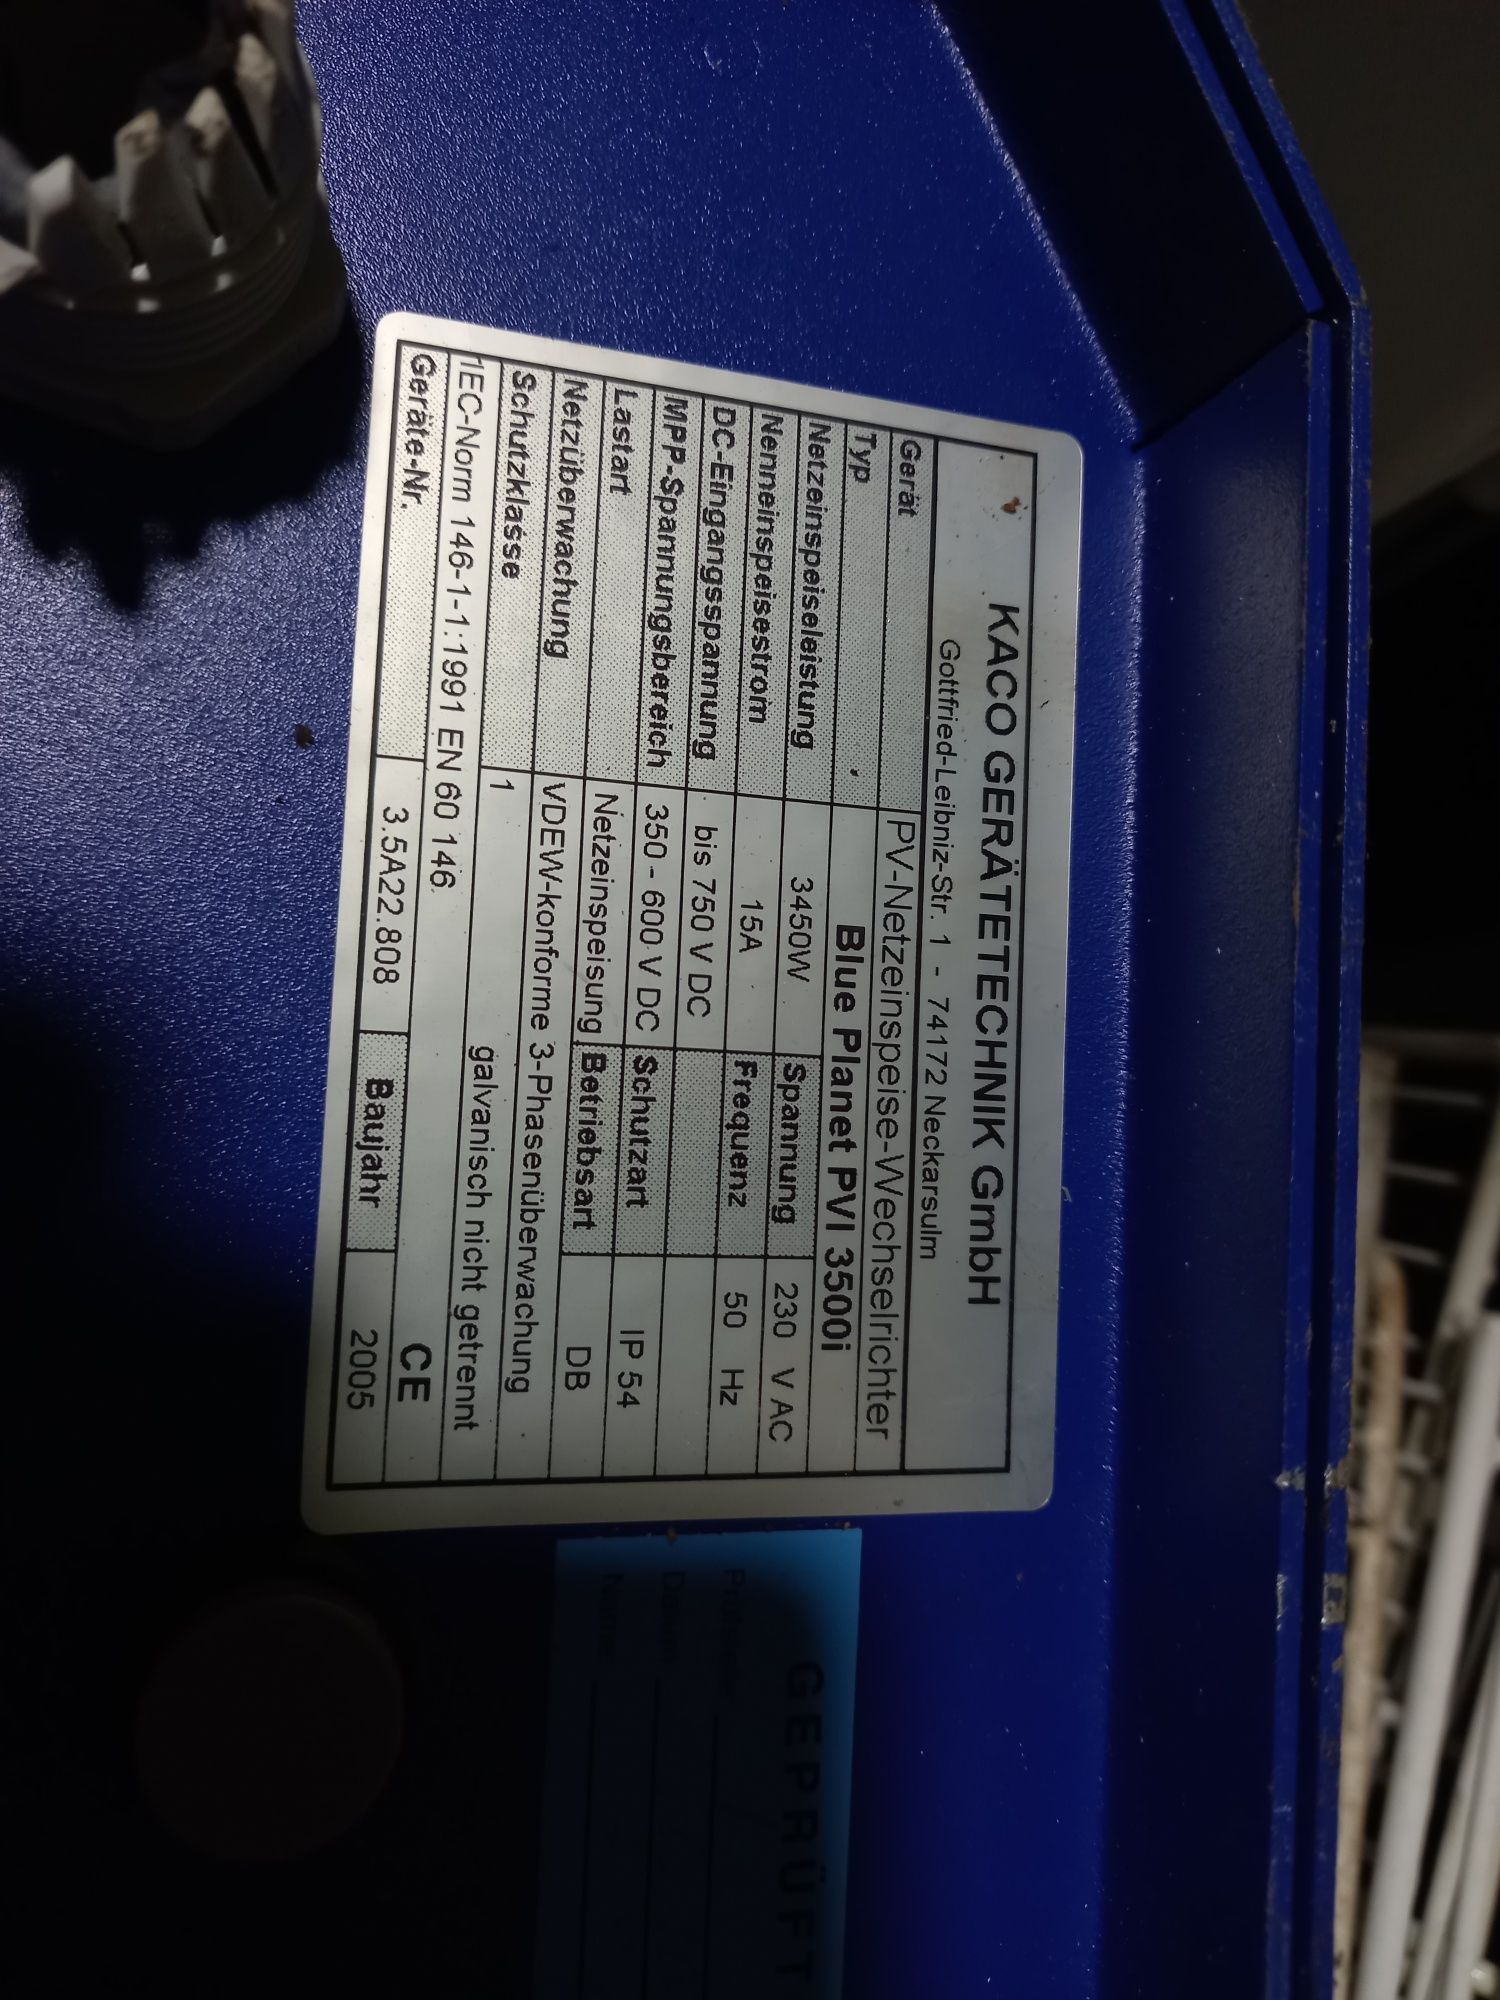 KACO GERÄTETECHNIK GmbH
Gottfried-Leibniz-Str. 1 - 74172 Neckarsulm
Gerät PV-Netzeinspeise-Wechselrichter
Typ Blue Planet PVI 3500i
Netzeinspeiseleistung 3450W Spannung 230 V AC
Nenneinspeisestrom 15A Frequenz 50 Hz
DC-Eingangsspannung bis 750 V DC
MPP-Spannungsbereich 350 - 600 V DC Schutzart IP 54
Lastart Netzeinspeisung Betriebsart DB
Netzüberwachung VDEW-konforme 3-Phasenüberwachung
Schutzklasse 1 galvanisch nicht getrennt
IEC-Norm 146-1-1:1991 EN 60 146 CE
Geräte-Nr. 3.5A22.808 Baujahr 2005
GEPRÜFT
Prüfer
Datum